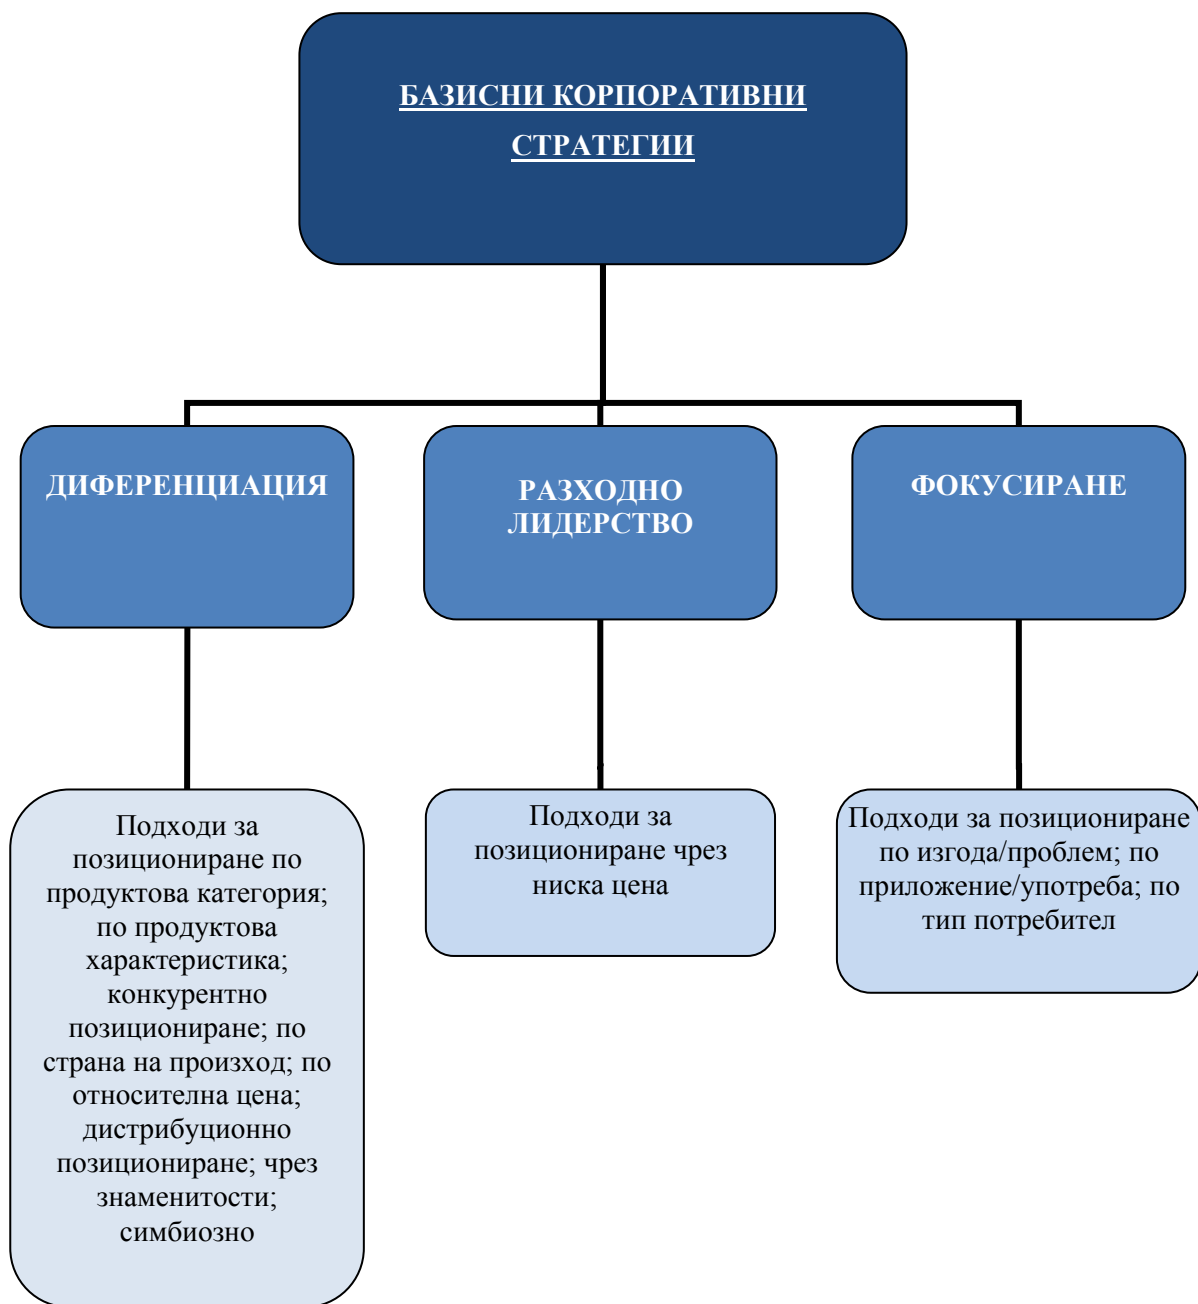 БАЗИСНИ КОРПОРАТИВНИ
СТРАТЕГИИ
ДИФЕРЕНЦИАЦИЯ
РАЗХОДНО
ЛИДЕРСТВО
ФОКУСИРАНЕ
Подходи за
позициониране по
продуктова категория;
по продуктова
характеристика;
конкурентно
позициониране; по
страна на произход; по
относителна цена;
дистрибуционно
позициониране; чрез
знаменитости;
симбиозно
Подходи за
позициониране чрез
ниска цена
Подходи за позициониране
по изгода/проблем; по
приложение/употреба; по
тип потребител